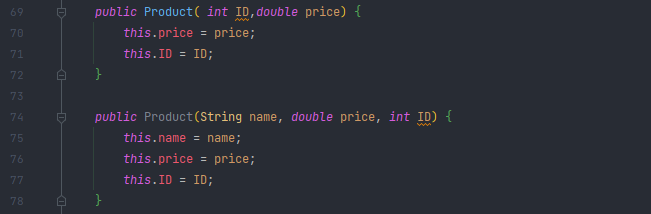 69 public Product( int ID,double price) {
70 this.price = price;
71 this.ID = ID;
72 }
73
74 public Product(String name, double price, int ID) {
75 this.name = name;
76 this.price = price;
77 this.ID = ID;
78 }